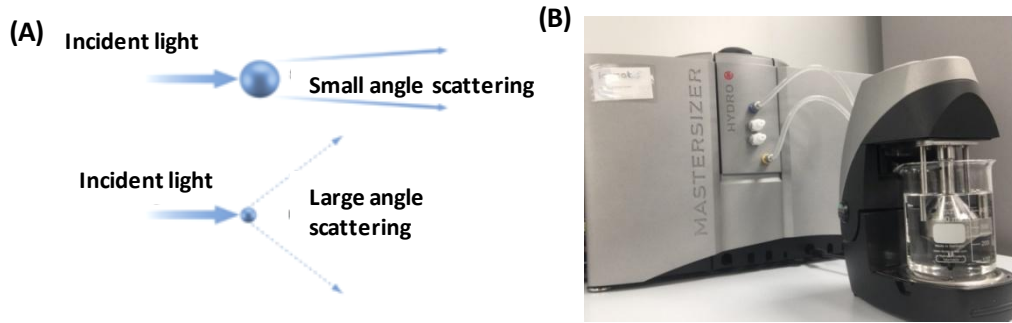 (A)
Incident light
Small angle scattering
Incident light
Large angle
scattering
(B)
MASTERSIZER
HYDRO